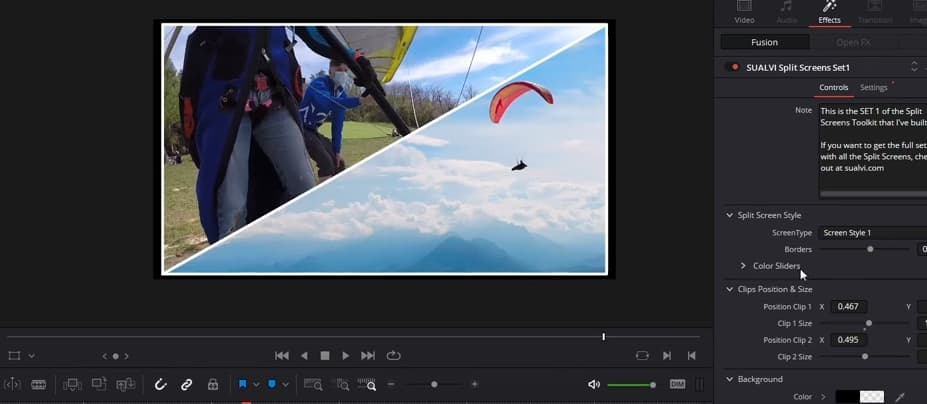 Video
Audio
Effects
Transition
Fusion
Open FX
SUALVI Split Screens Set1
Controls
Settings
Note
This is the SET 1 of the Split
Screens Toolkit that I've built
If you want to get the full set
with all the Split Screens, che
out at sualvi.com
Split Screen Style
ScreenType
Screen Style 1
Borders
Color Sliders
Clips Position & Size
Position Clip 1
X
0.467
Y
Clip 1 Size
Position Clip 2
X
0.495
Y
Clip 2 Size
Background
DIM
Color